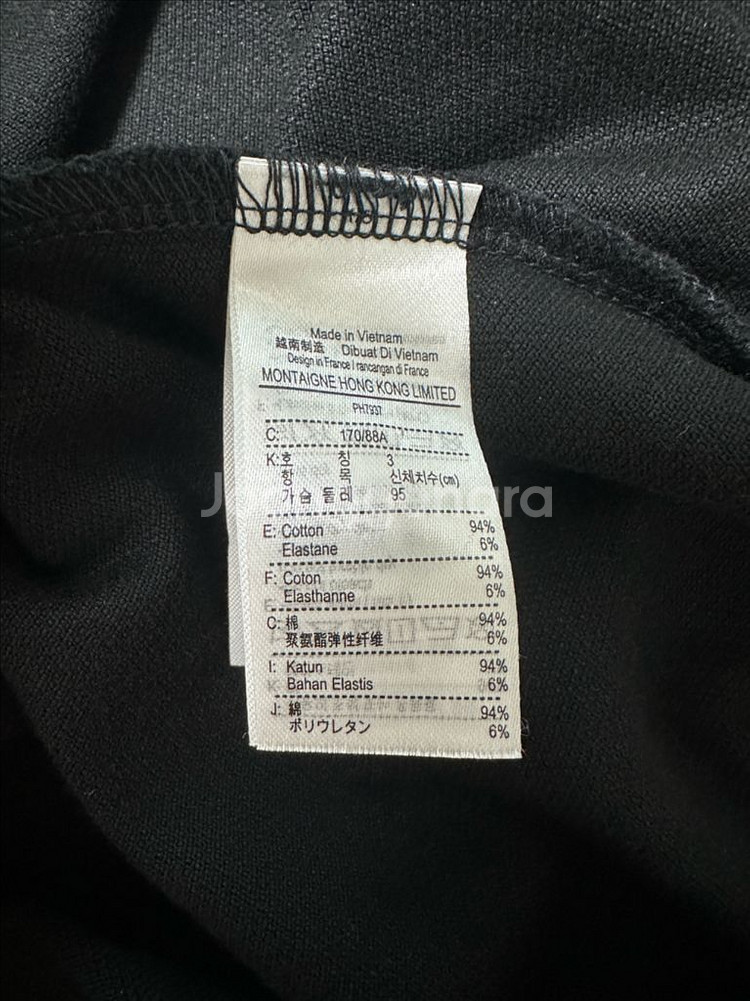 Made in Vietnam
越南制造 Dibuat Di Vietnam
Design in France I rancangan di France
MONTAIGNE HONG KONG LIMITED
PH7937
C: 170/88A
K: 호 칭 3
항 목 신체치수(cm)
가슴 둘레 95
E: Cotton 94%
Elastane 6%
F: Coton 94%
Elasthanne 6%
C: 棉 94%
聚氨酯弹性纤维 6%
I: Katun 94%
Bahan Elastis 6%
J: 綿 94%
ポリウレタン 6%